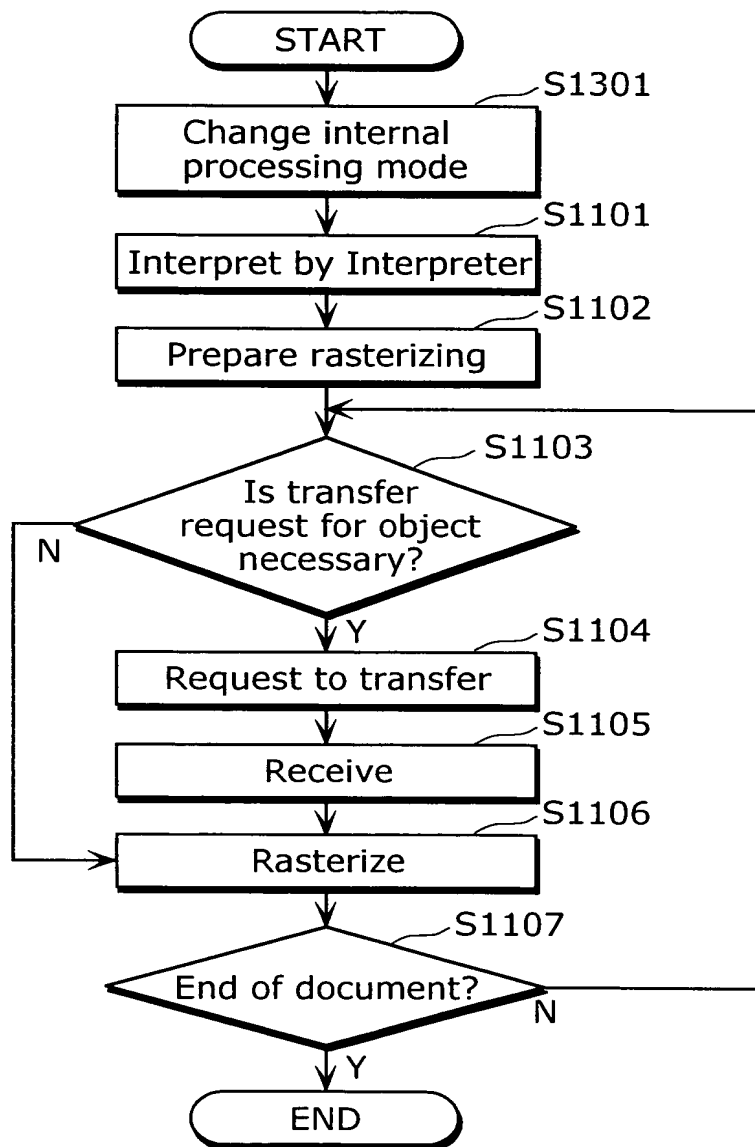 START
S1301
Change internal
processing mode
S1101
Interpret by Interpreter
S1102
Prepare rasterizing
S1103
Is transfer
request for object
necessary?
N
Y
S1104
Request to transfer
S1105
Receive
S1106
Rasterize
S1107
End of document?
N
Y
END